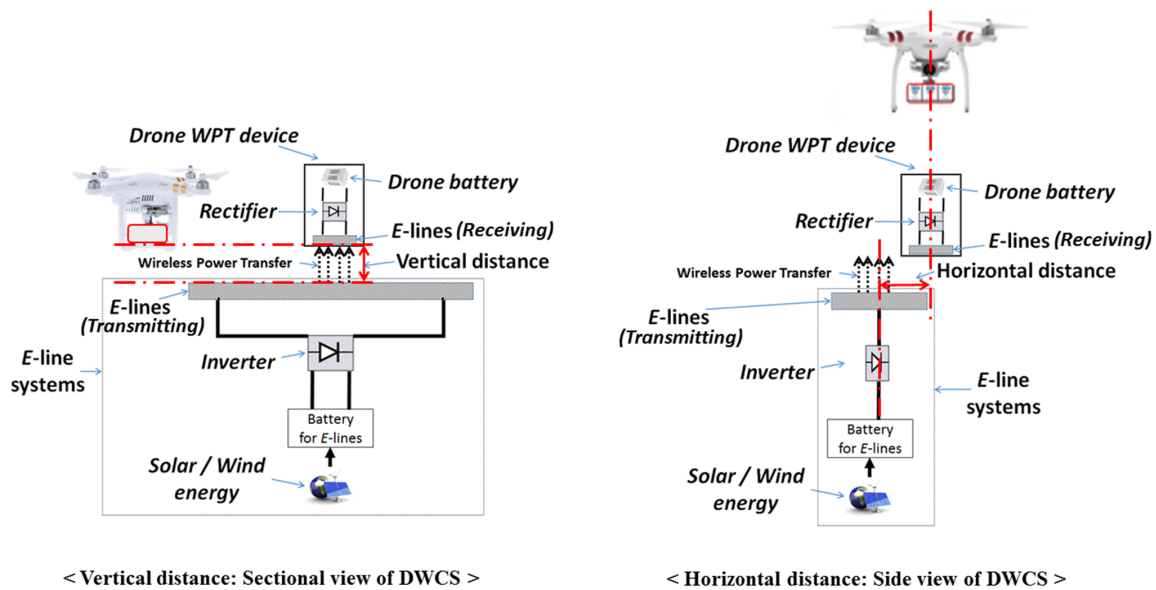 Drone WPT device
Drone battery
Rectifier
E-lines (Receiving)
Wireless Power Transfer
Vertical distance
E-lines
(Transmitting)
E-line
systems
Inverter
Battery
for E-lines
Solar / Wind
energy
< Vertical distance: Sectional view of DWCS >
Drone WPT device
Drone battery
Rectifier
E-lines (Receiving)
Wireless Power Transfer
Horizontal distance
E-lines
(Transmitting)
Inverter
E-line
systems
Battery
for E-lines
Solar / Wind
energy
< Horizontal distance: Side view of DWCS >